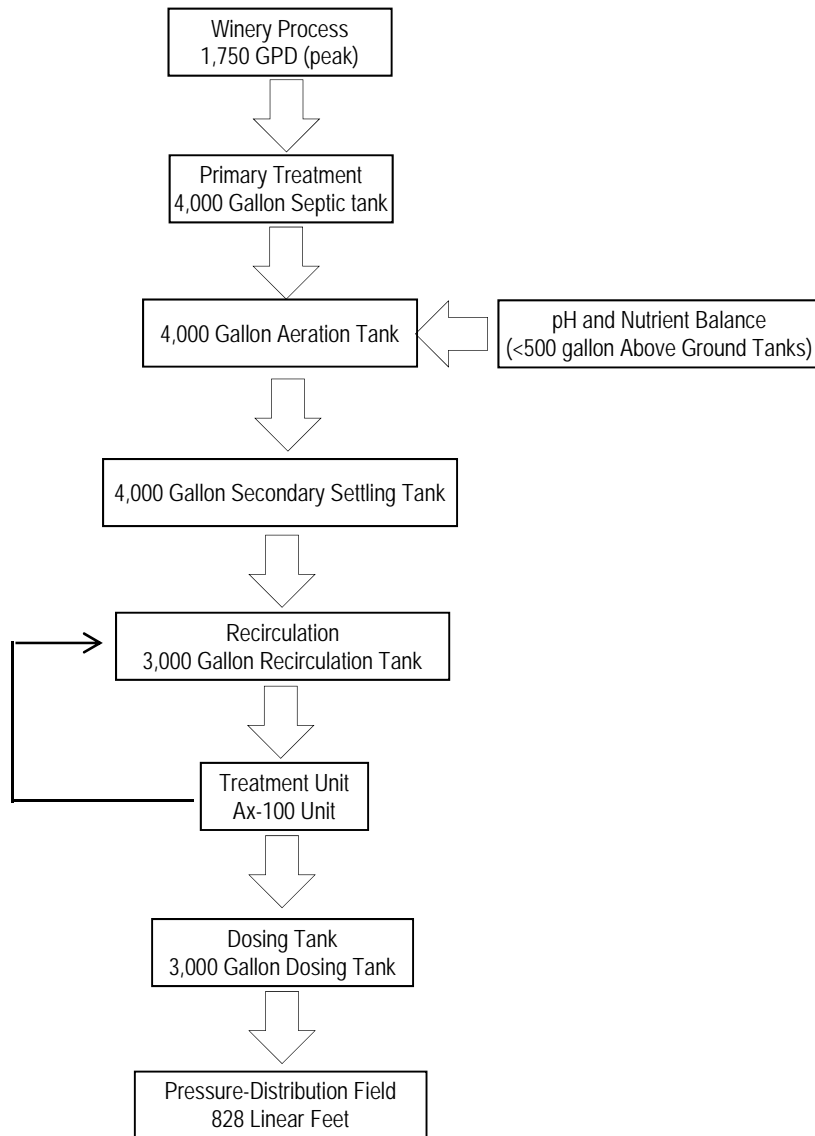 Winery Process
1,750 GPD (peak)
Primary Treatment
4,000 Gallon Septic tank
4,000 Gallon Aeration Tank
pH and Nutrient Balance
(<500 gallon Above Ground Tanks)
4,000 Gallon Secondary Settling Tank
Recirculation
3,000 Gallon Recirculation Tank
Treatment Unit
Ax-100 Unit
Dosing Tank
3,000 Gallon Dosing Tank
Pressure-Distribution Field
828 Linear Feet